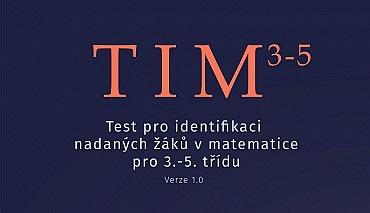 TIM³⁻⁵
Test pro identifikaci
nadaných žáků v matematice
pro 3.-5. třídu
Verze 1.0